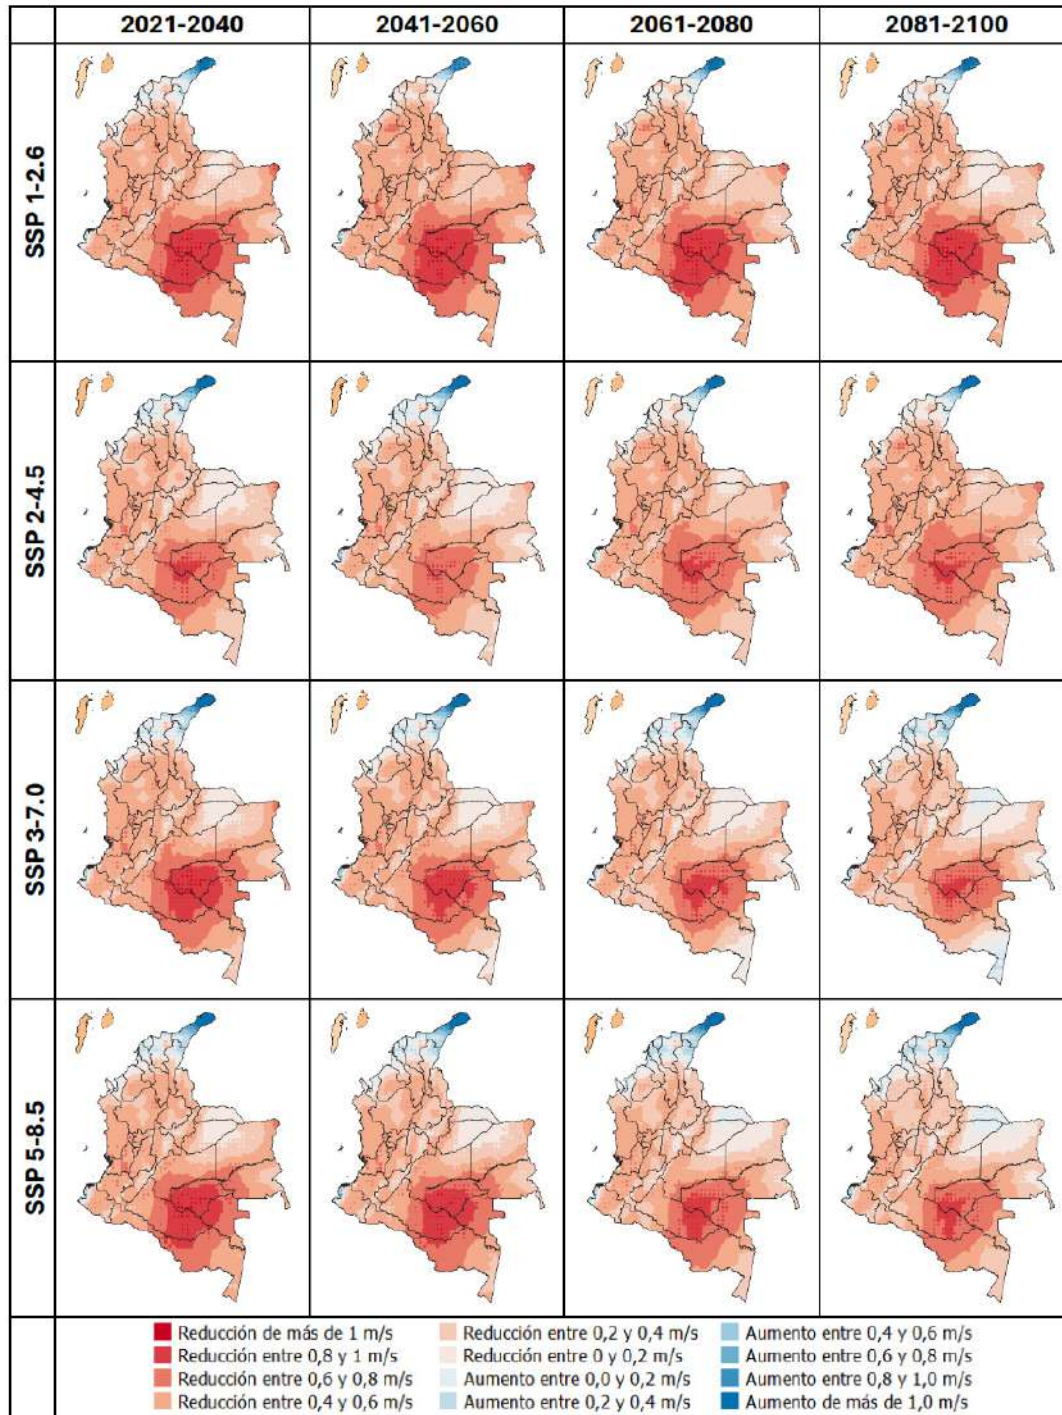 2021-2040 2041-2060 2061-2080 2081-2100
SSP 1-2.6
SSP 2-4.5
SSP 3-7.0
SSP 5-8.5
Reducción de más de 1 m/s
Reducción entre 0,8 y 1 m/s
Reducción entre 0,6 y 0,8 m/s
Reducción entre 0,4 y 0,6 m/s
Reducción entre 0,2 y 0,4 m/s
Reducción entre 0 y 0,2 m/s
Aumento entre 0,0 y 0,2 m/s
Aumento entre 0,2 y 0,4 m/s
Aumento entre 0,4 y 0,6 m/s
Aumento entre 0,6 y 0,8 m/s
Aumento entre 0,8 y 1,0 m/s
Aumento de más de 1,0 m/s